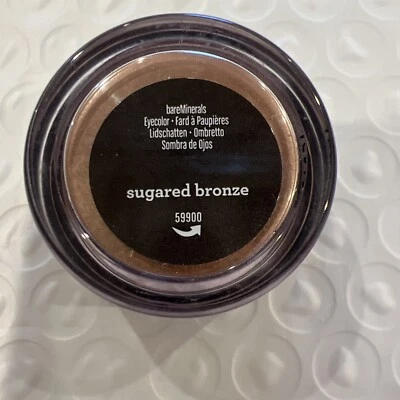 bareMinerals
Eyecolor • Fard à Paupières
Lidschatten • Ombretto
Sombra de Ojos
sugared bronze
59900